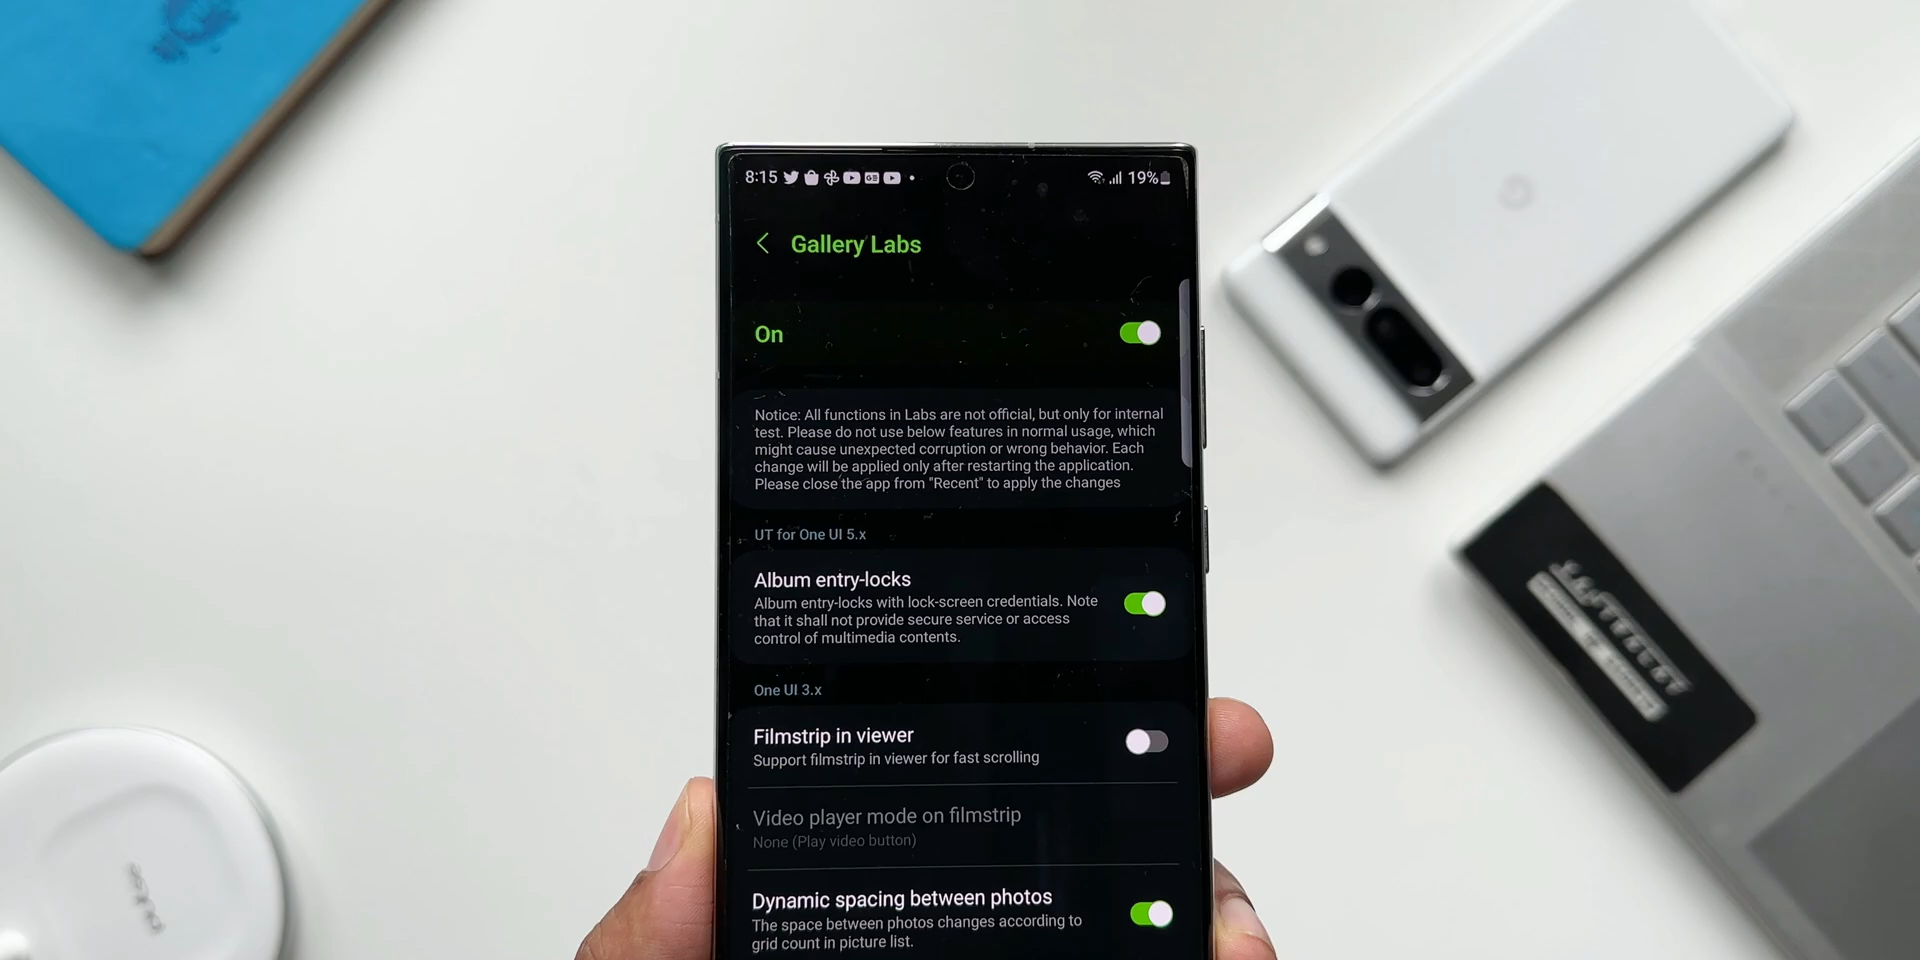 8:15
19%
Gallery Labs
On
Notice: All functions in Labs are not official, but only for internal
test. Please do not use below features in normal usage, which
might cause unexpected corruption or wrong behavior. Each
change will be applied only after restarting the application.
Please close the app from "Recent" to apply the changes
UT for One UI 5.x
Album entry-locks
Album entry-locks with lock-screen credentials. Note
that it shall not provide secure service or access
control of multimedia contents.
One UI 3.x
Filmstrip in viewer
Support filmstrip in viewer for fast scrolling
Video player mode on filmstrip
None (Play video button)
Dynamic spacing between photos
The space between photos changes according to
grid count in picture list.